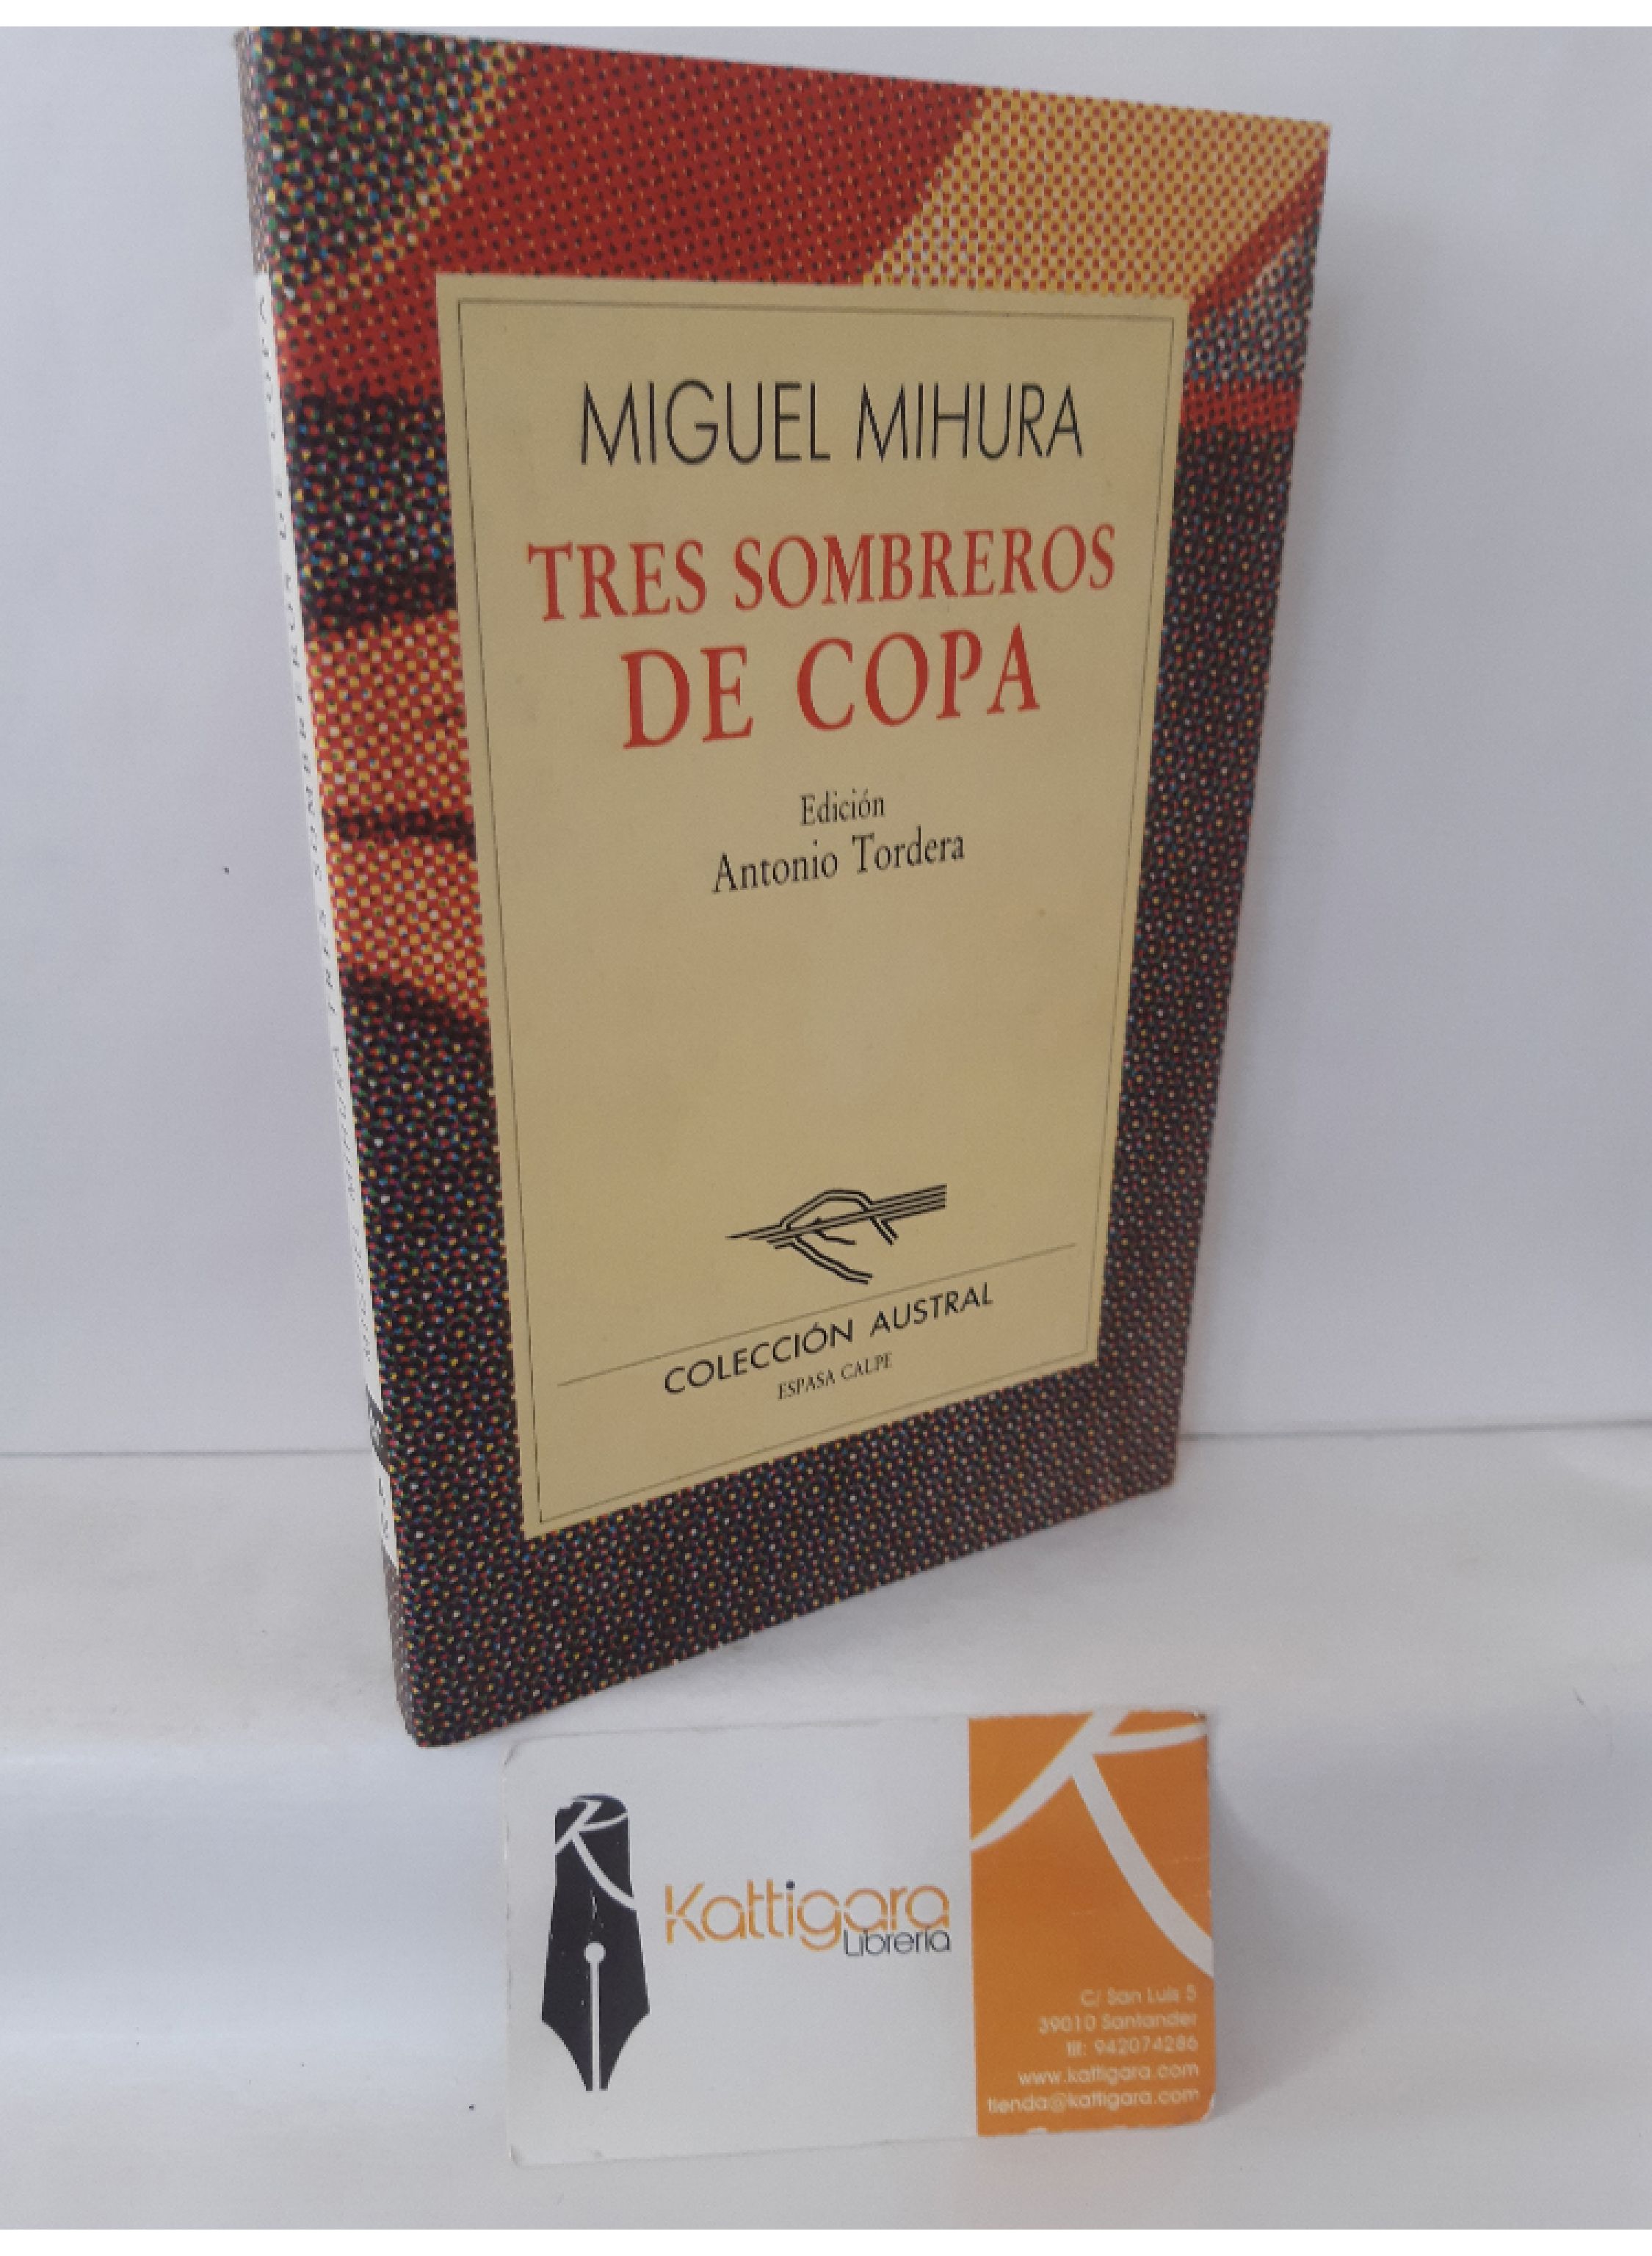 MIGUEL MIHURA
TRES SOMBREROS
DE COPA
Edición
Antonio Tordera
COLECCIÓN AUSTRAL
ESPASA CALPE
Kattigara
Librería
C/ San Luis 5
39010 Santander
tlf: 942074286
www.kattigara.com
tienda@kattigara.com